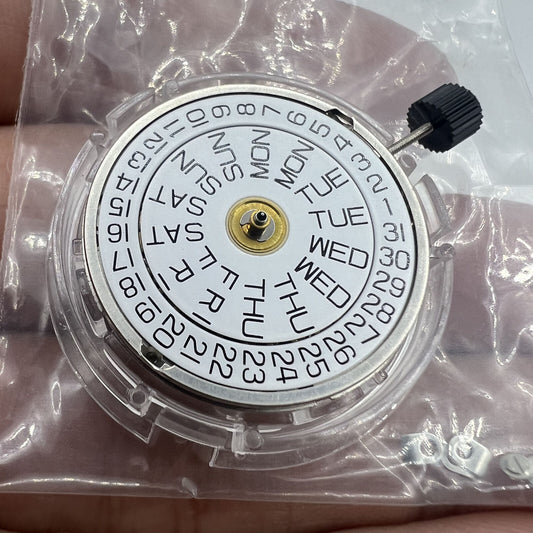 1
2
3
4
5
6
7
8
9
10
11
12
13
14
15
16
17
18
19
20
21
22
23
24
25
26
27
28
29
30
31
SUN
SUN
MON
MON
TUE
TUE
WED
WED
THU
THU
FRI
FRI
SAT
SAT